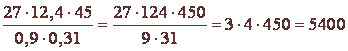 27·12,4·45 / 0,9·0,31 = 27·124·450 / 9·31 = 3·4·450 = 5400